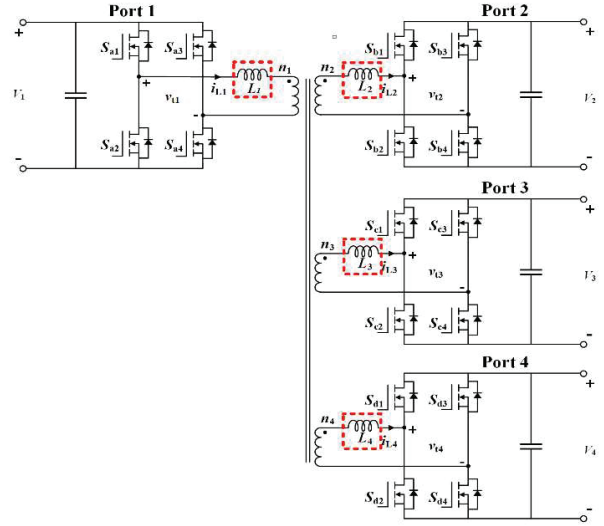 Port 1
+
Sa1
Sa3
V1
+
vt1
-
iL1
L1
n1
Sa2
Sa4
-
Port 2
+
Sb1
Sb3
n2
L2
iL2
+
vt2
-
V2
Sb2
Sb4
-
Port 3
+
Sc1
Sc3
n3
L3
iL3
+
vt3
-
V3
Sc2
Sc4
-
Port 4
+
Sd1
Sd3
n4
L4
iL4
+
vt4
-
V4
Sd2
Sd4
-